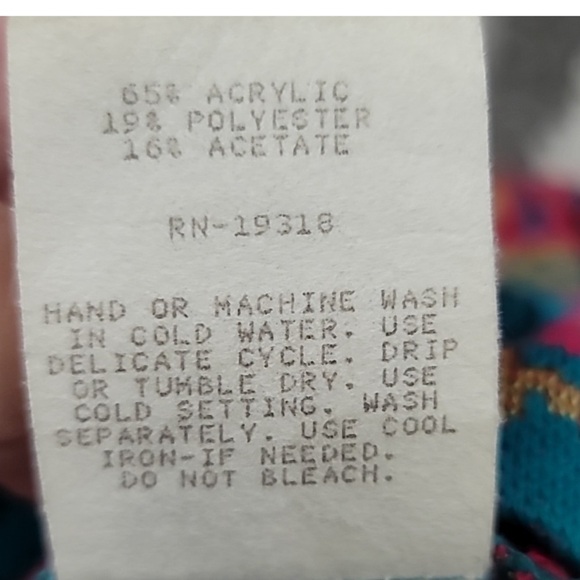 65% ACRYLIC
19% POLYESTER
16% ACETATE
RN-19318
HAND OR MACHINE WASH
IN COLD WATER. USE
DELICATE CYCLE. DRIP
OR TUMBLE DRY. USE
COLD SETTING. WASH
SEPARATELY. USE COOL
IRON-IF NEEDED.
DO NOT BLEACH.